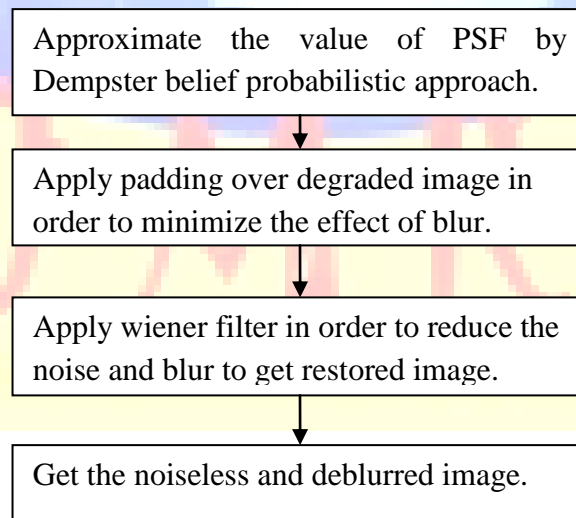 Approximate the value of PSF by
Dempster belief probabilistic approach.
Apply padding over degraded image in
order to minimize the effect of blur.
Apply wiener filter in order to reduce the
noise and blur to get restored image.
Get the noiseless and deblurred image.